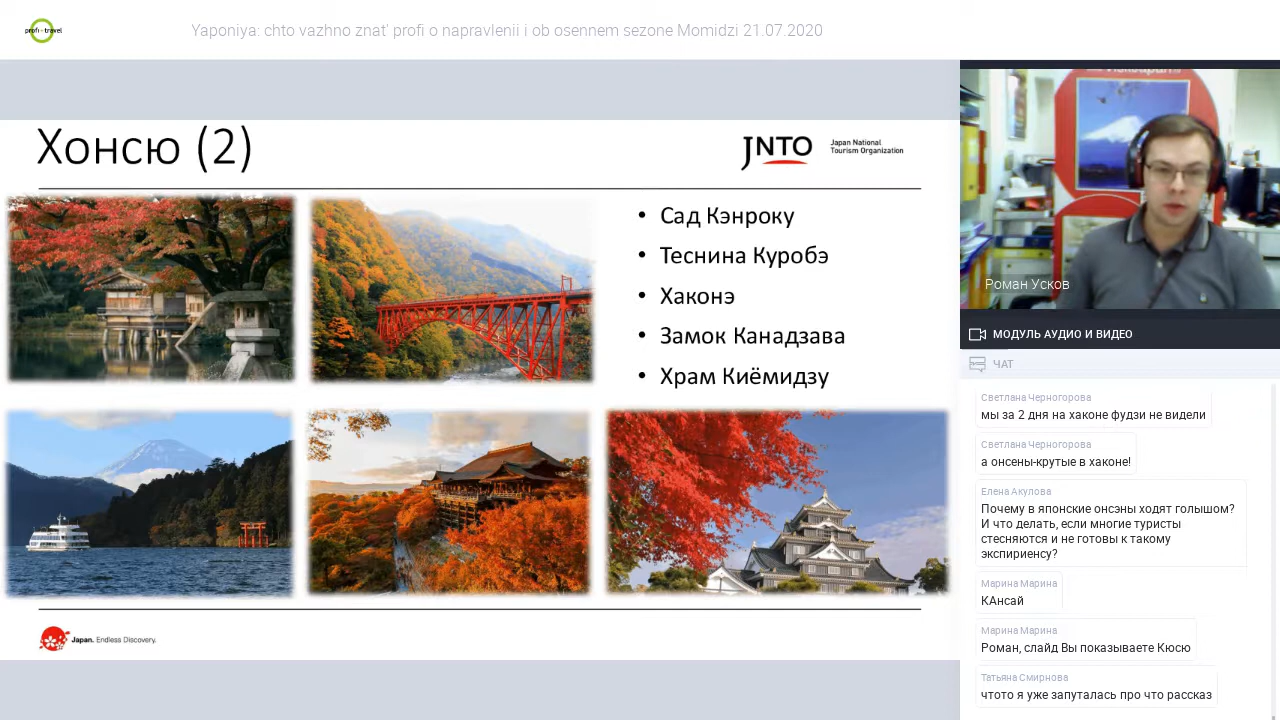 profi travel
Yaponiya: chto vazhno znat' profi o napravlenii i ob osennem sezone Momidzi 21.07.2020
Хонсю (2)
JNTO
Japan National
Tourism Organization
• Сад Кэнроку
• Теснина Куробэ
• Хаконэ
• Замок Канадзава
• Храм Киёмидзу
Japan. Endless Discovery.
Роман Усков
МОДУЛЬ АУДИО И ВИДЕО
ЧАТ
Светлана Черногорова
мы за 2 дня на хаконе фудзи не видели
Светлана Черногорова
а онсены-крутые в хаконе!
Елена Акулова
Почему в японские онсэны ходят голышом?
И что делать, если многие туристы
стесняются и не готовы к такому
экспириенсу?
Марина Марина
КАнсай
Марина Марина
Роман, слайд Вы показываете Кюсю
Татьяна Смирнова
чтото я уже запуталась про что рассказ